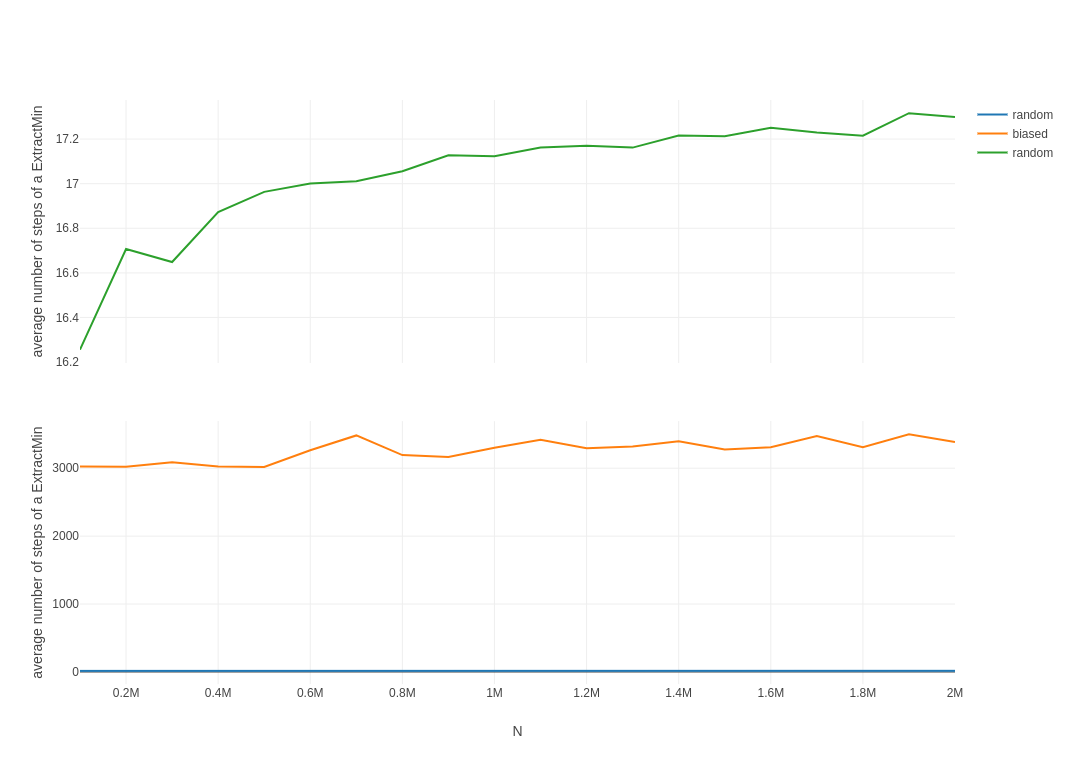 average number of steps of a ExtractMin
17.2
17
16.8
16.6
16.4
16.2
random
biased
random
average number of steps of a ExtractMin
3000
2000
1000
0
0.2M 0.4M 0.6M 0.8M 1M 1.2M 1.4M 1.6M 1.8M 2M
N